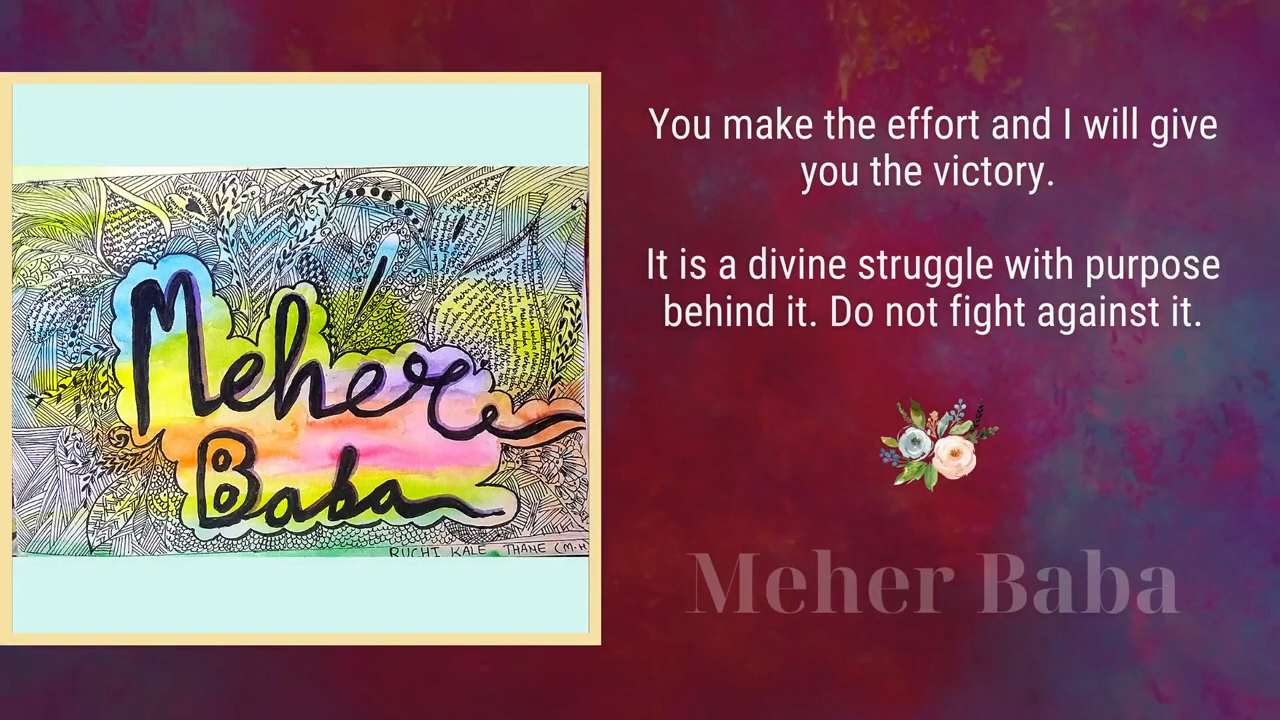 Meher
Baba
RUCHI KALE THANE (M.H
You make the effort and I will give
you the victory.
It is a divine struggle with purpose
behind it. Do not fight against it.
Meher Baba